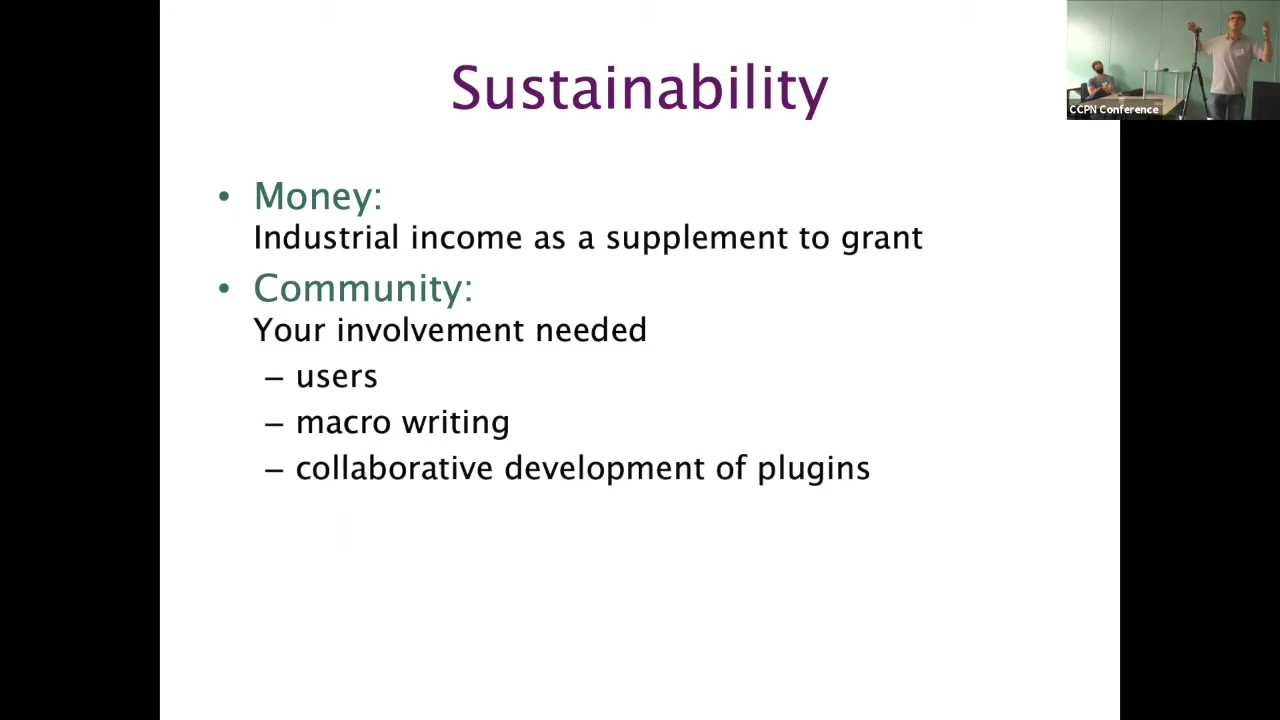 Sustainability
CCPN Conference
• Money:
Industrial income as a supplement to grant
• Community:
Your involvement needed
– users
– macro writing
– collaborative development of plugins